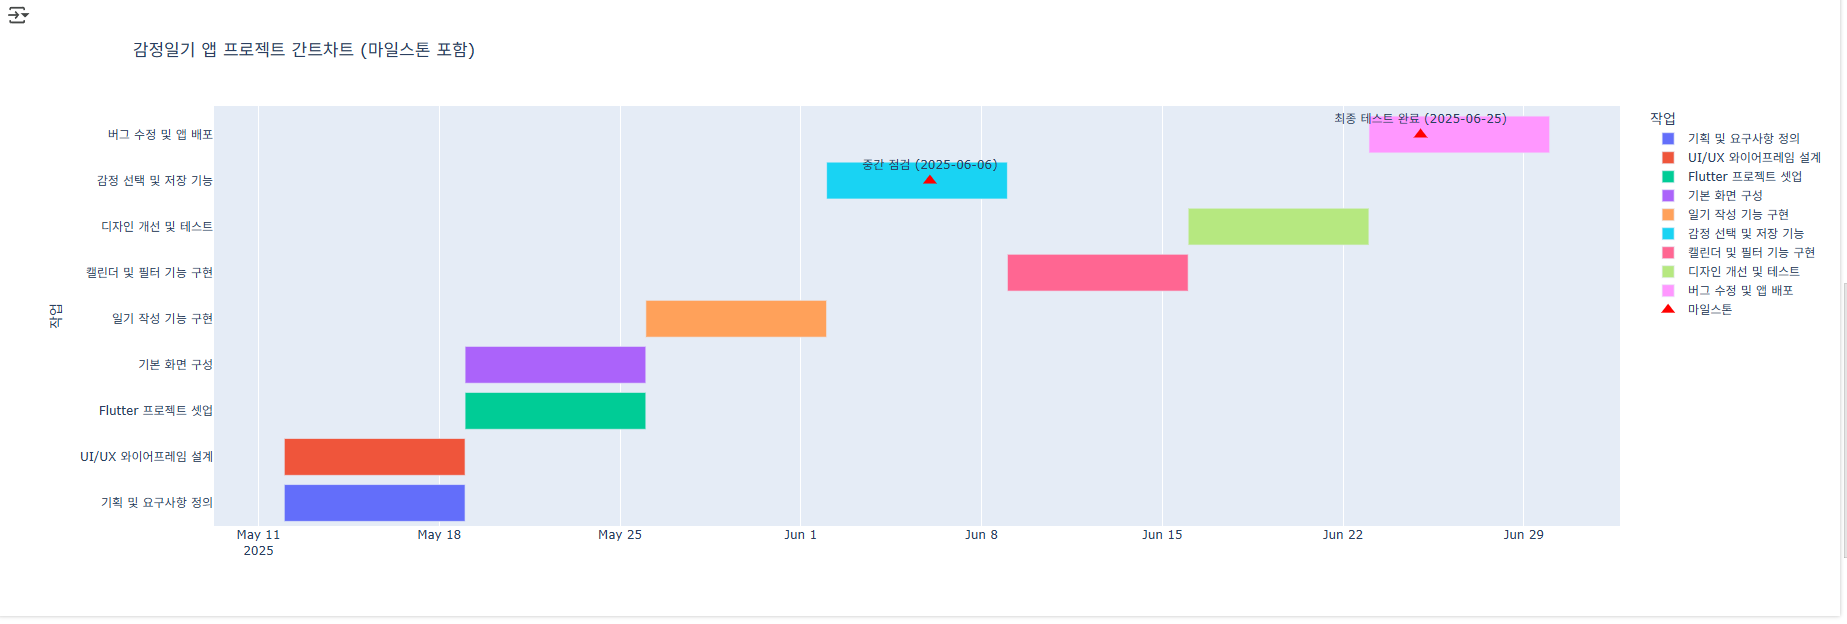 감정일기 앱 프로젝트 간트차트 (마일스톤 포함)
작업
버그 수정 및 앱 배포
감정 선택 및 저장 기능
디자인 개선 및 테스트
캘린더 및 필터 기능 구현
일기 작성 기능 구현
기본 화면 구성
Flutter 프로젝트 셋업
UI/UX 와이어프레임 설계
기획 및 요구사항 정의
최종 테스트 완료 (2025-06-25)
중간 점검 (2025-06-06)
May 11
2025
May 18
May 25
Jun 1
Jun 8
Jun 15
Jun 22
Jun 29
작업
기획 및 요구사항 정의
UI/UX 와이어프레임 설계
Flutter 프로젝트 셋업
기본 화면 구성
일기 작성 기능 구현
감정 선택 및 저장 기능
캘린더 및 필터 기능 구현
디자인 개선 및 테스트
버그 수정 및 앱 배포
마일스톤